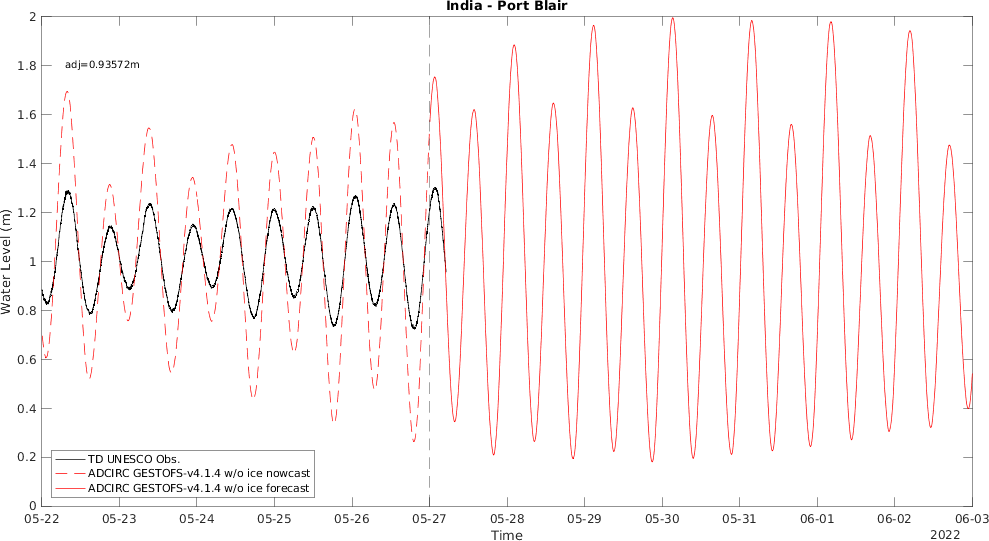 India - Port Blair
2
1.8
1.6
1.4
1.2
1
0.8
0.6
0.4
0.2
0
Water Level (m)
adj=0.93572m
TD UNESCO Obs.
ADCIRC GESTOFS-v4.1.4 w/o ice nowcast
ADCIRC GESTOFS-v4.1.4 w/o ice forecast
05-22 05-23 05-24 05-25 05-26 05-27 05-28 05-29 05-30 05-31 06-01 06-02 06-03
Time
2022